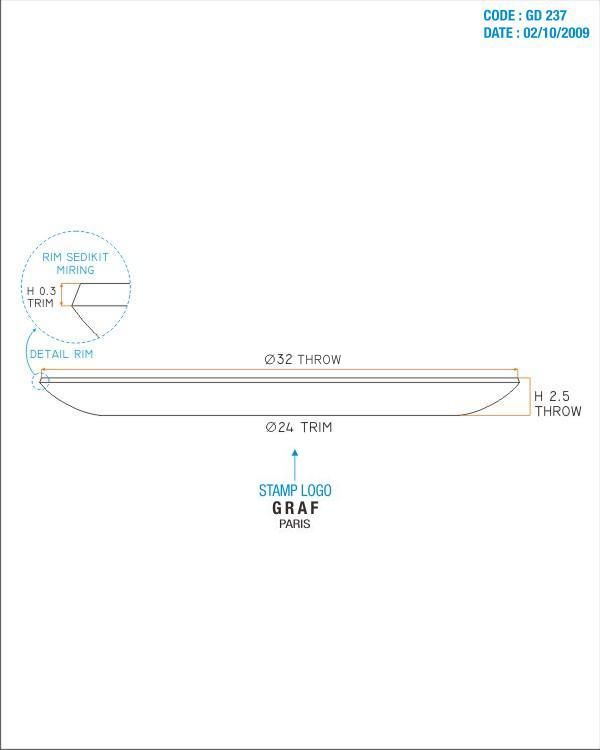 CODE : GD 237
DATE : 02/10/2009
RIM SEDIKIT
MIRING
H 0.3
TRIM
DETAIL RIM
Ø32 THROW
H 2.5
THROW
Ø24 TRIM
STAMP LOGO
GRAF
PARIS